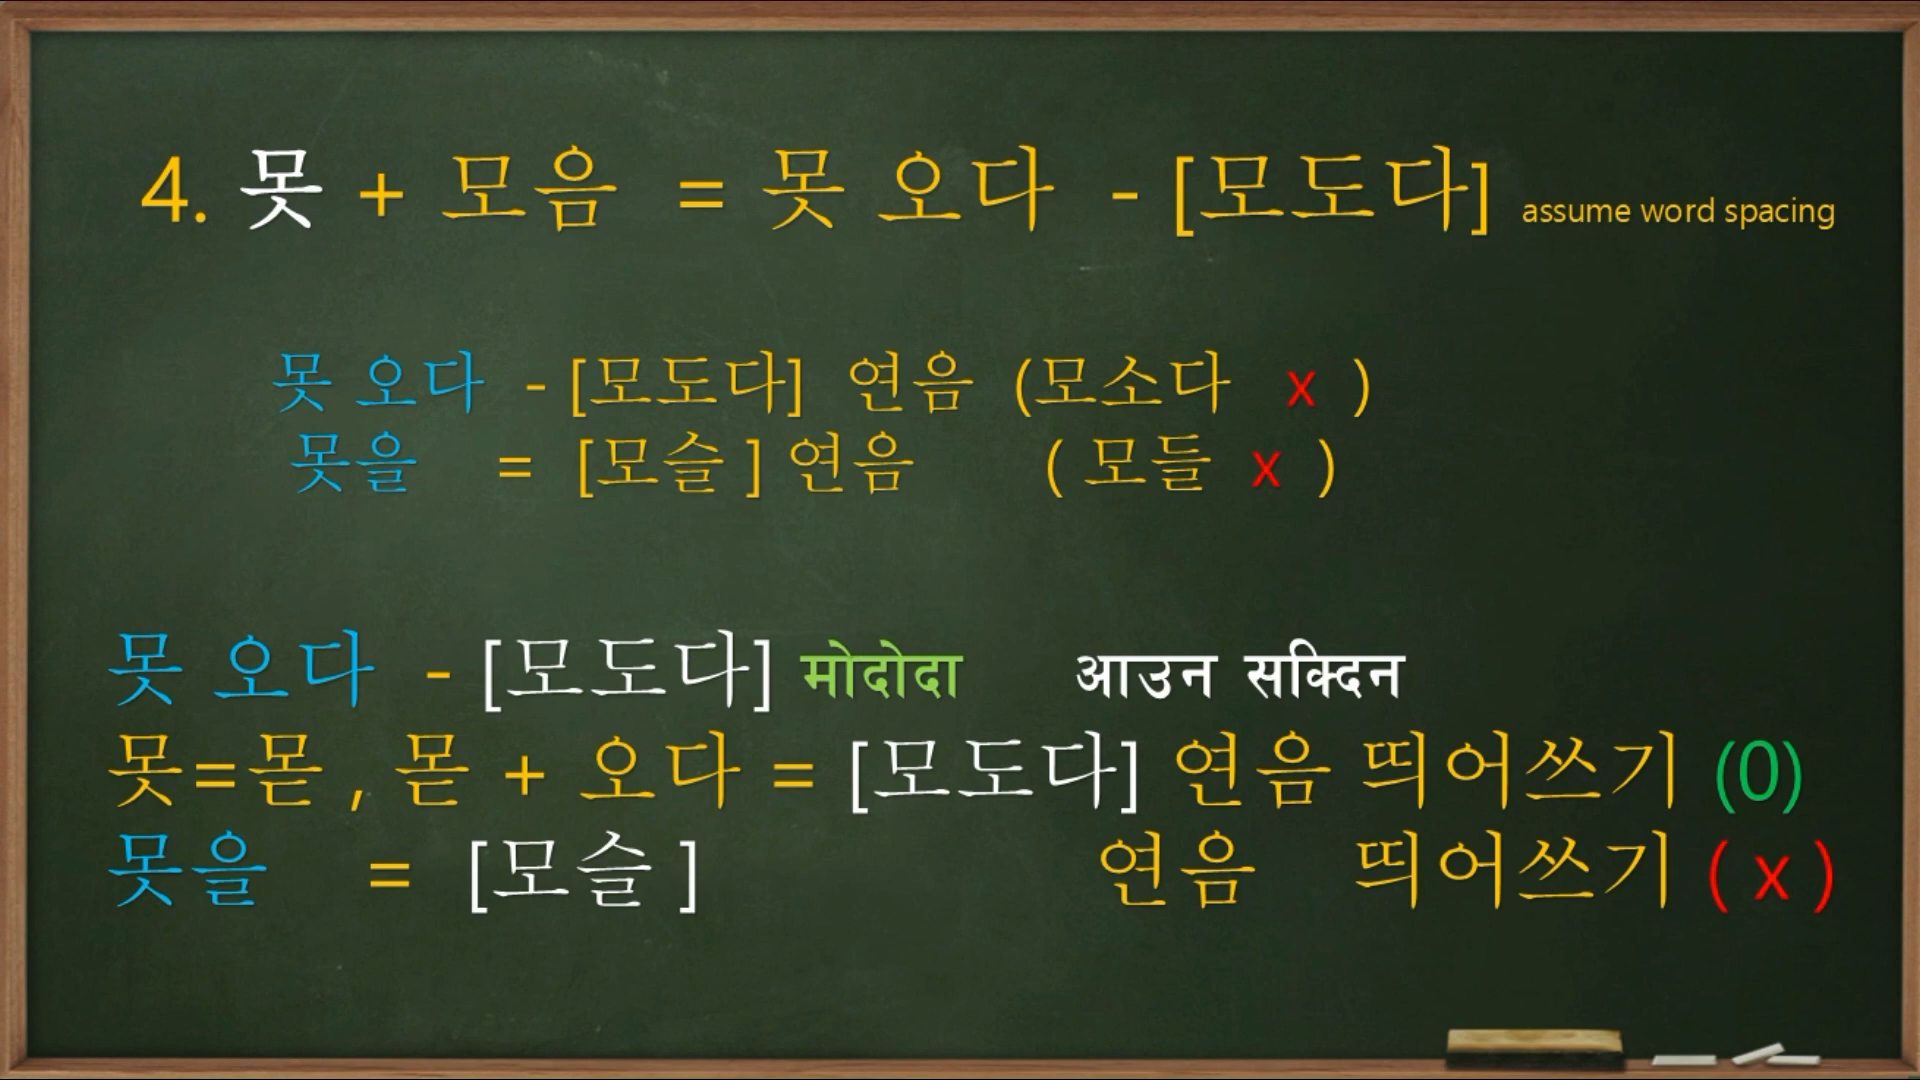 4. 못 + 모음 = 못 오다 - [모도다] assume word spacing
못 오다 - [모도다] 연음 (모소다 x )
못을 = [모슬 ] 연음 ( 모들 x )
못 오다 - [모도다] मोदोदा आउन सक्दिन
못=몯 , 몯 + 오다 = [모도다] 연음 띄어쓰기 (0)
못을 = [모슬 ] 연음 띄어쓰기 ( x )